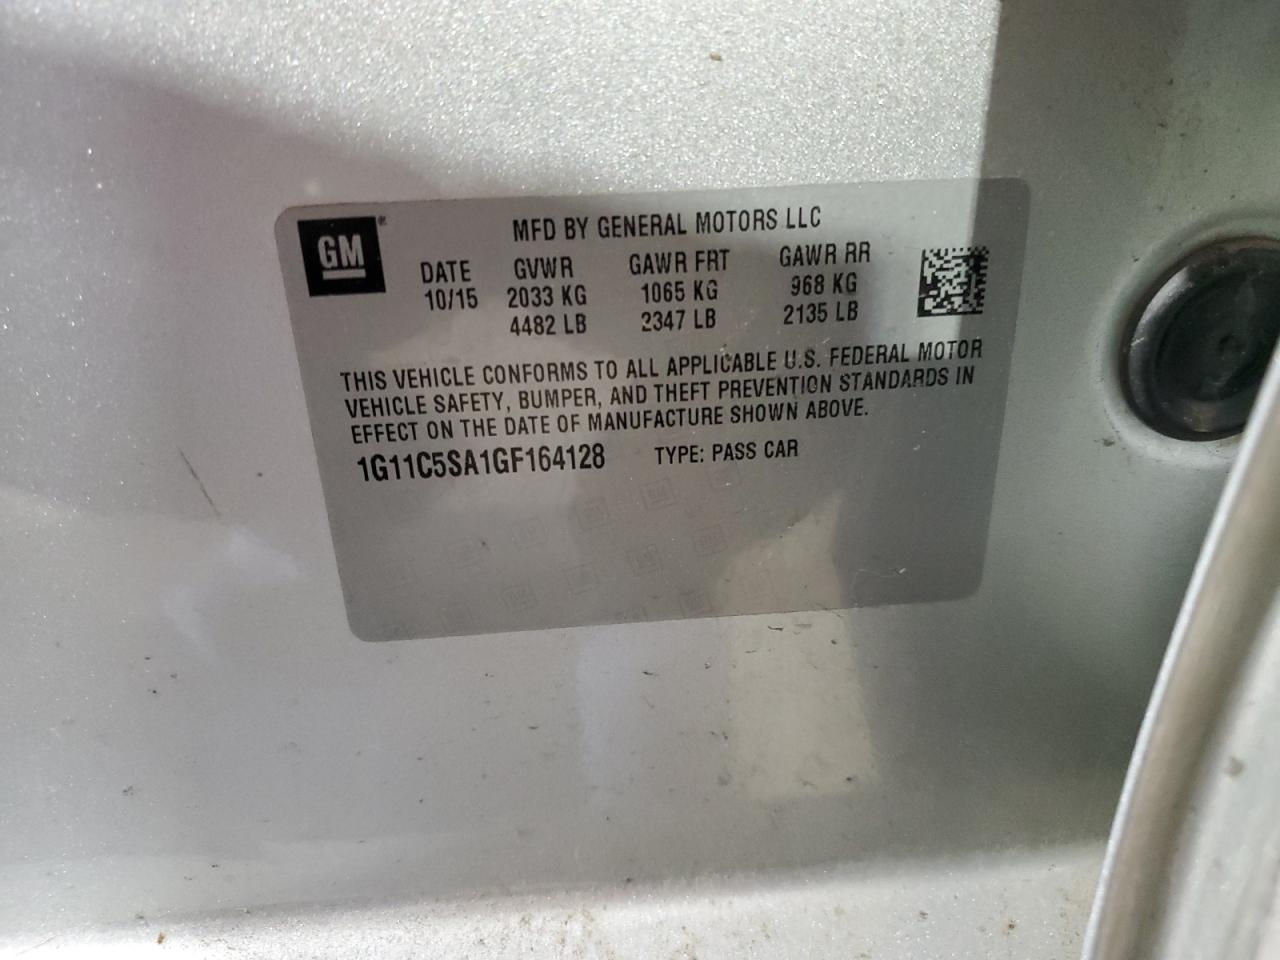 GM®
MFD BY GENERAL MOTORS LLC
DATE GVWR GAWR FRT GAWR RR
10/15 2033 KG 1065 KG 968 KG
4482 LB 2347 LB 2135 LB
THIS VEHICLE CONFORMS TO ALL APPLICABLE U.S. FEDERAL MOTOR
VEHICLE SAFETY, BUMPER, AND THEFT PREVENTION STANDARDS IN
EFFECT ON THE DATE OF MANUFACTURE SHOWN ABOVE.
1G11C5SA1GF164128 TYPE: PASS CAR